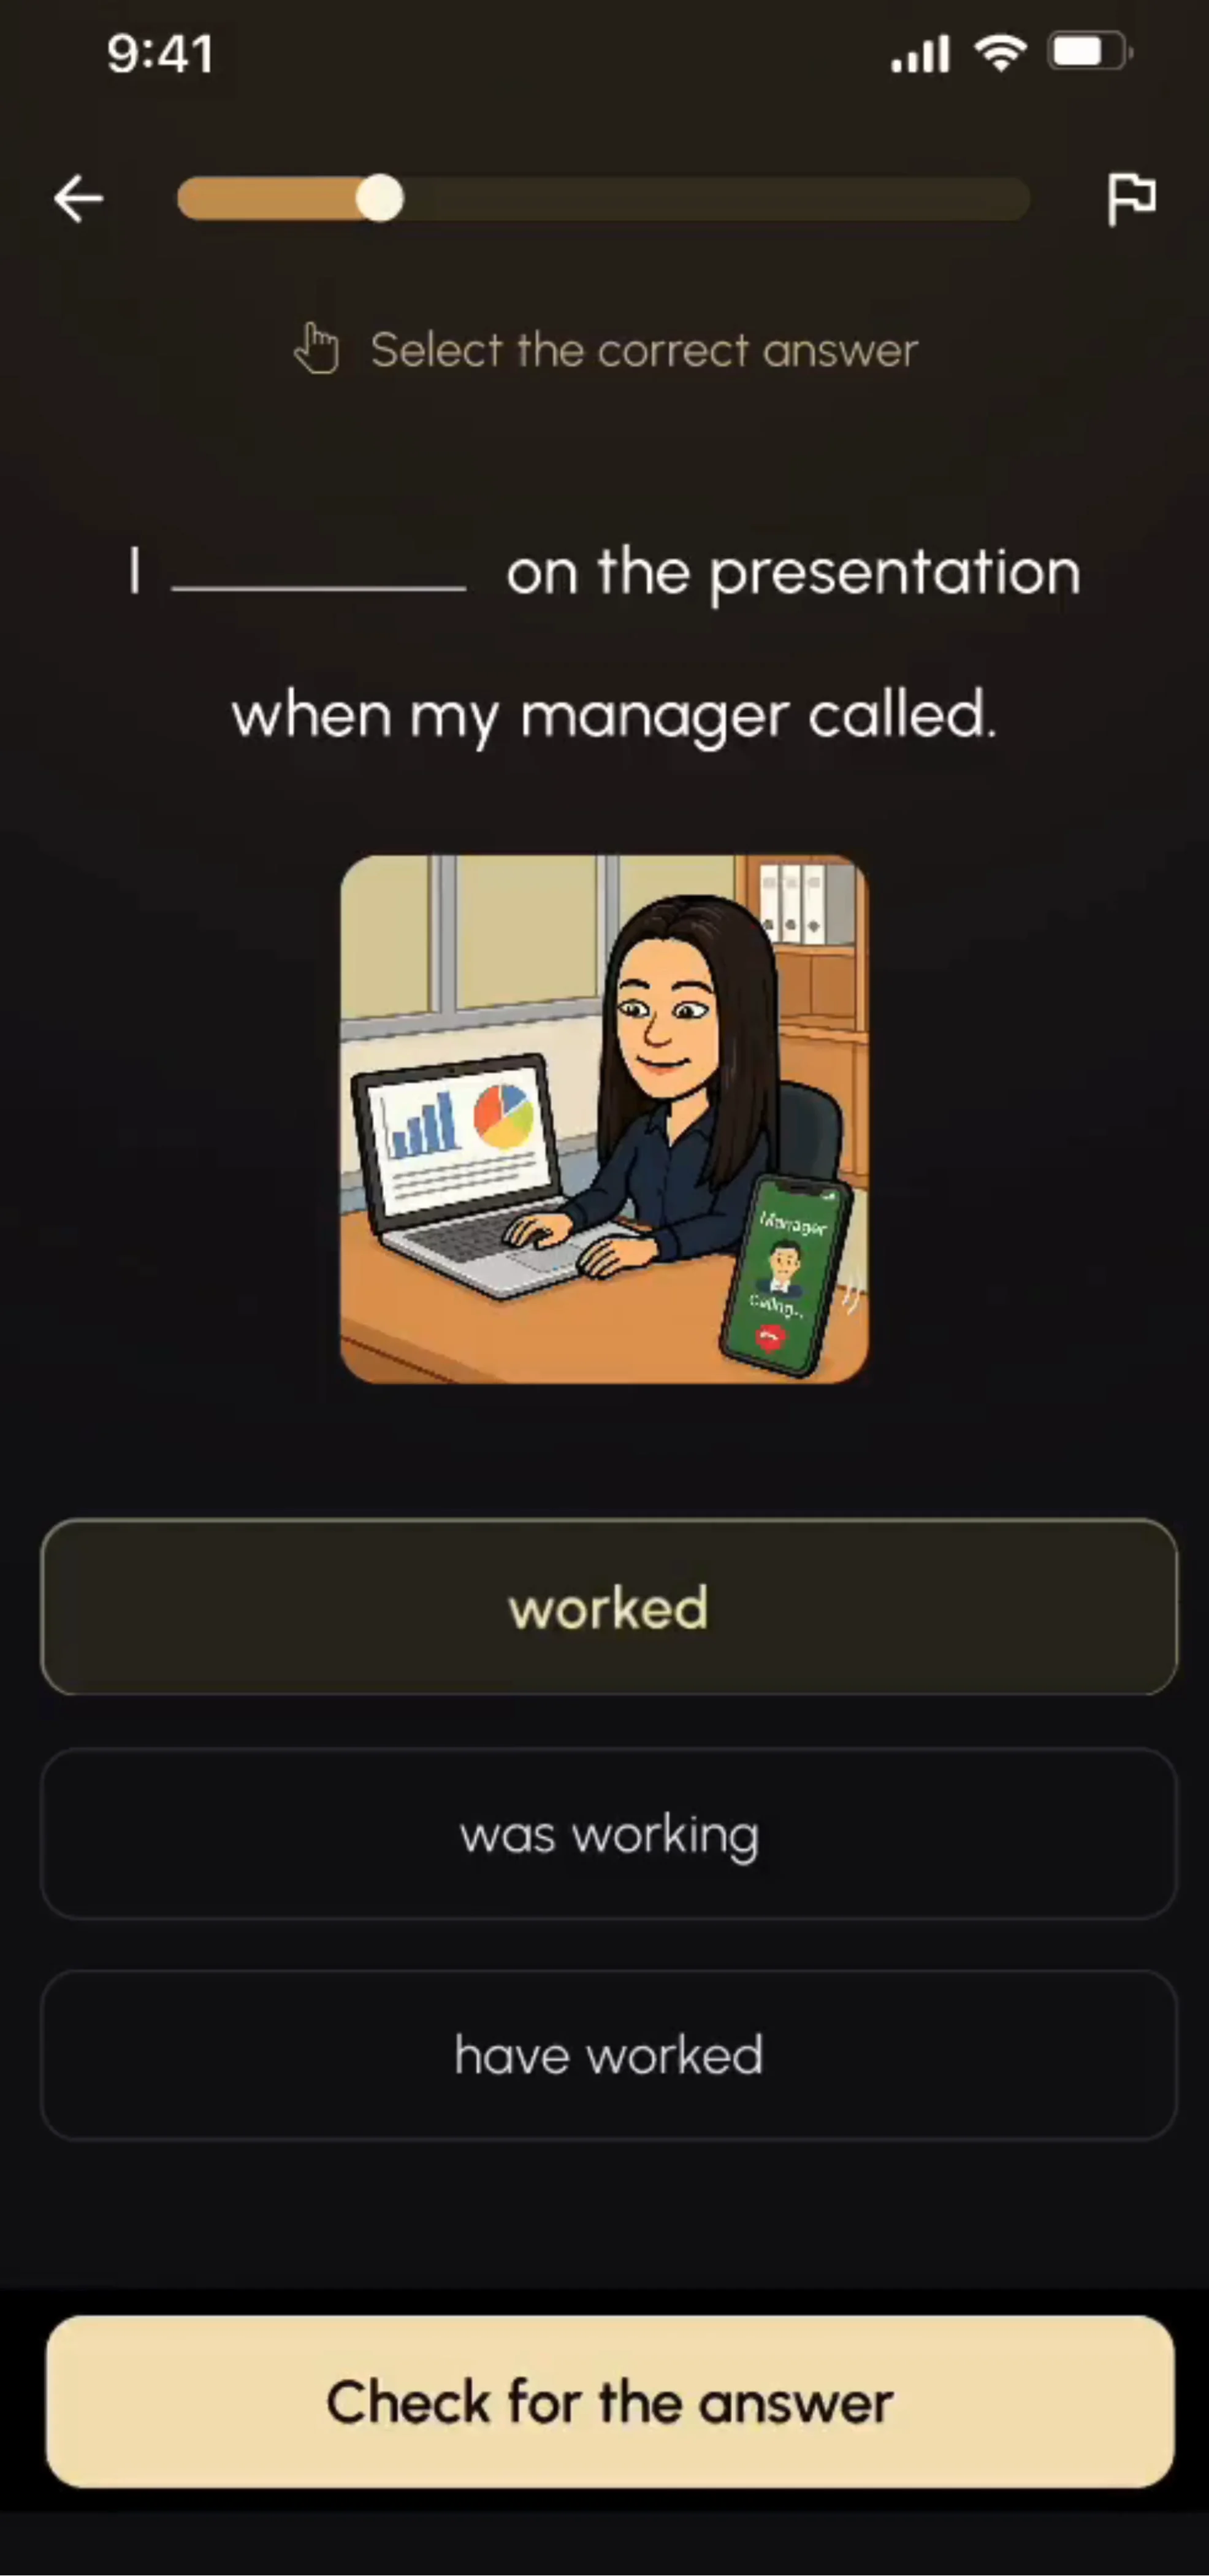 9:41
Select the correct answer
I ________ on the presentation
when my manager called.
Manager
Calling...
worked
was working
have worked
Check for the answer